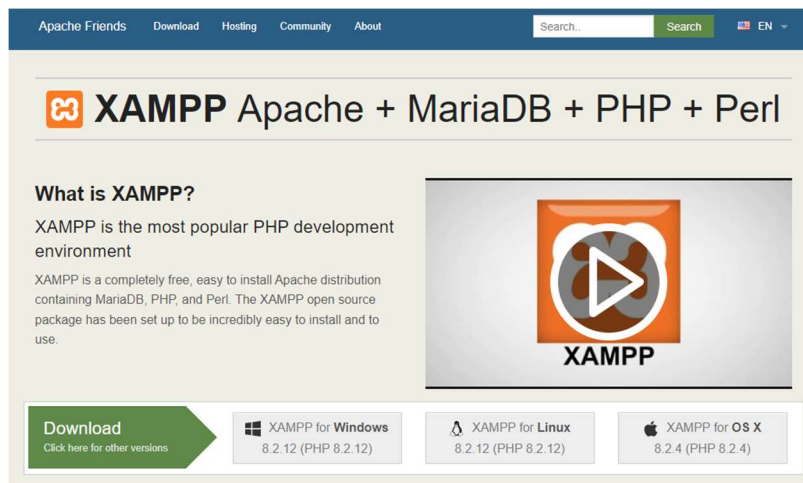 Apache Friends Download Hosting Community About Search.. Search EN
XAMPP Apache + MariaDB + PHP + Perl
What is XAMPP?
XAMPP is the most popular PHP development
environment
XAMPP is a completely free, easy to install Apache distribution
containing MariaDB, PHP, and Perl. The XAMPP open source
package has been set up to be incredibly easy to install and to
use.
XAMPP
Download
Click here for other versions
XAMPP for Windows
8.2.12 (PHP 8.2.12)
XAMPP for Linux
8.2.12 (PHP 8.2.12)
XAMPP for OS X
8.2.4 (PHP 8.2.4)